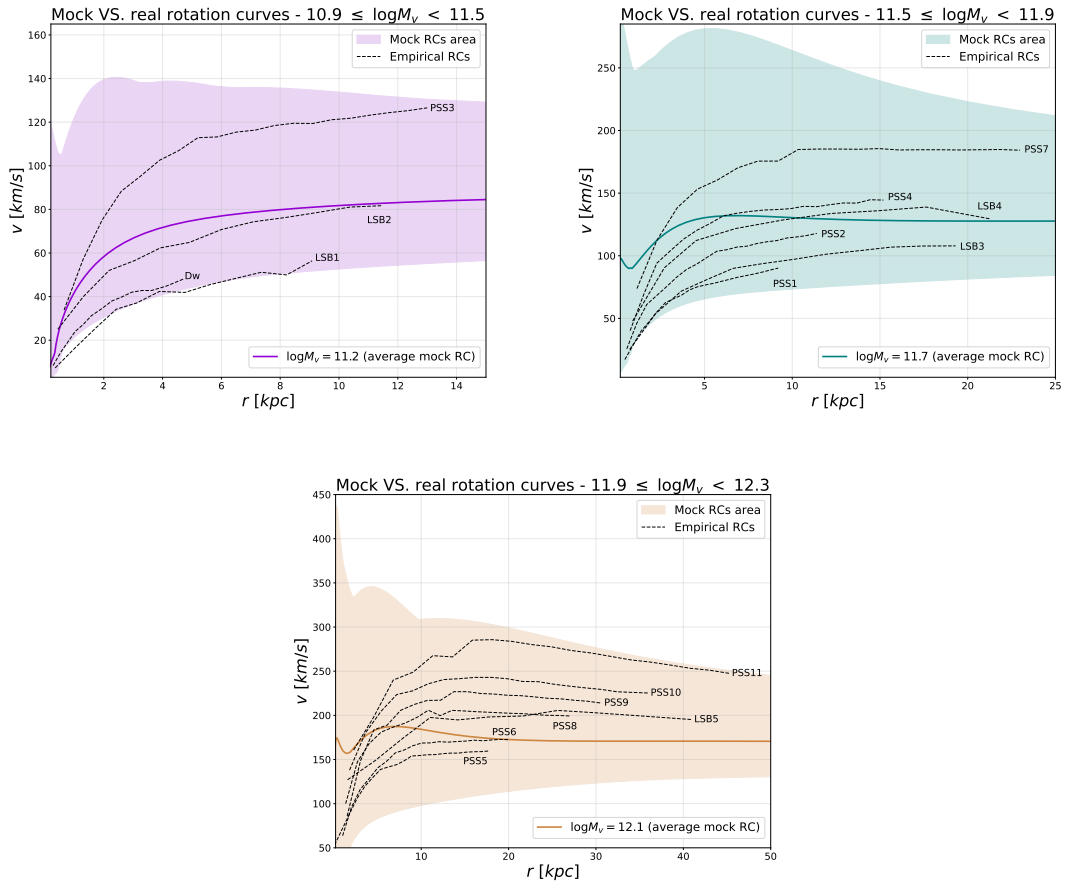 Mock VS. real rotation curves - 10.9 ≤ logM_v < 11.5
160
140
120
100
80
60
40
20
v [km/s]
Mock RCs area
Empirical RCs
PSS3
LSB2
LSB1
Dw
logM_v = 11.2 (average mock RC)
2
4
6
8
10
12
14
r [kpc]
Mock VS. real rotation curves - 11.5 ≤ logM_v < 11.9
250
200
150
100
50
v [km/s]
Mock RCs area
Empirical RCs
PSS7
PSS4
LSB4
PSS2
LSB3
PSS1
logM_v = 11.7 (average mock RC)
5
10
15
20
25
r [kpc]
Mock VS. real rotation curves - 11.9 ≤ logM_v < 12.3
450
400
350
300
250
200
150
100
50
v [km/s]
Mock RCs area
Empirical RCs
PSS11
PSS10
PSS9
LSB5
PSS8
PSS6
PSS5
logM_v = 12.1 (average mock RC)
10
20
30
40
50
r [kpc]